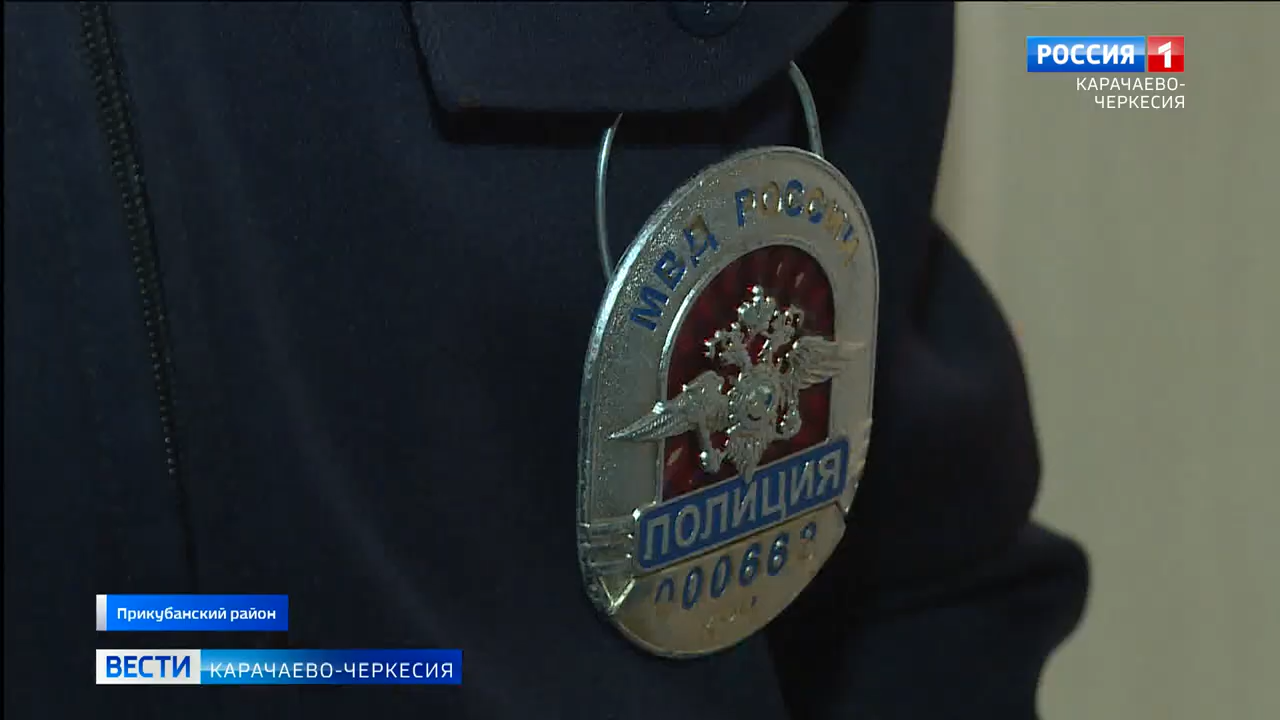 РОССИЯ 1
КАРАЧАЕВО-
ЧЕРКЕСИЯ
МВД РОССИИ
ПОЛИЦИЯ
Прикубанский район
ВЕСТИ КАРАЧАЕВО-ЧЕРКЕСИЯ